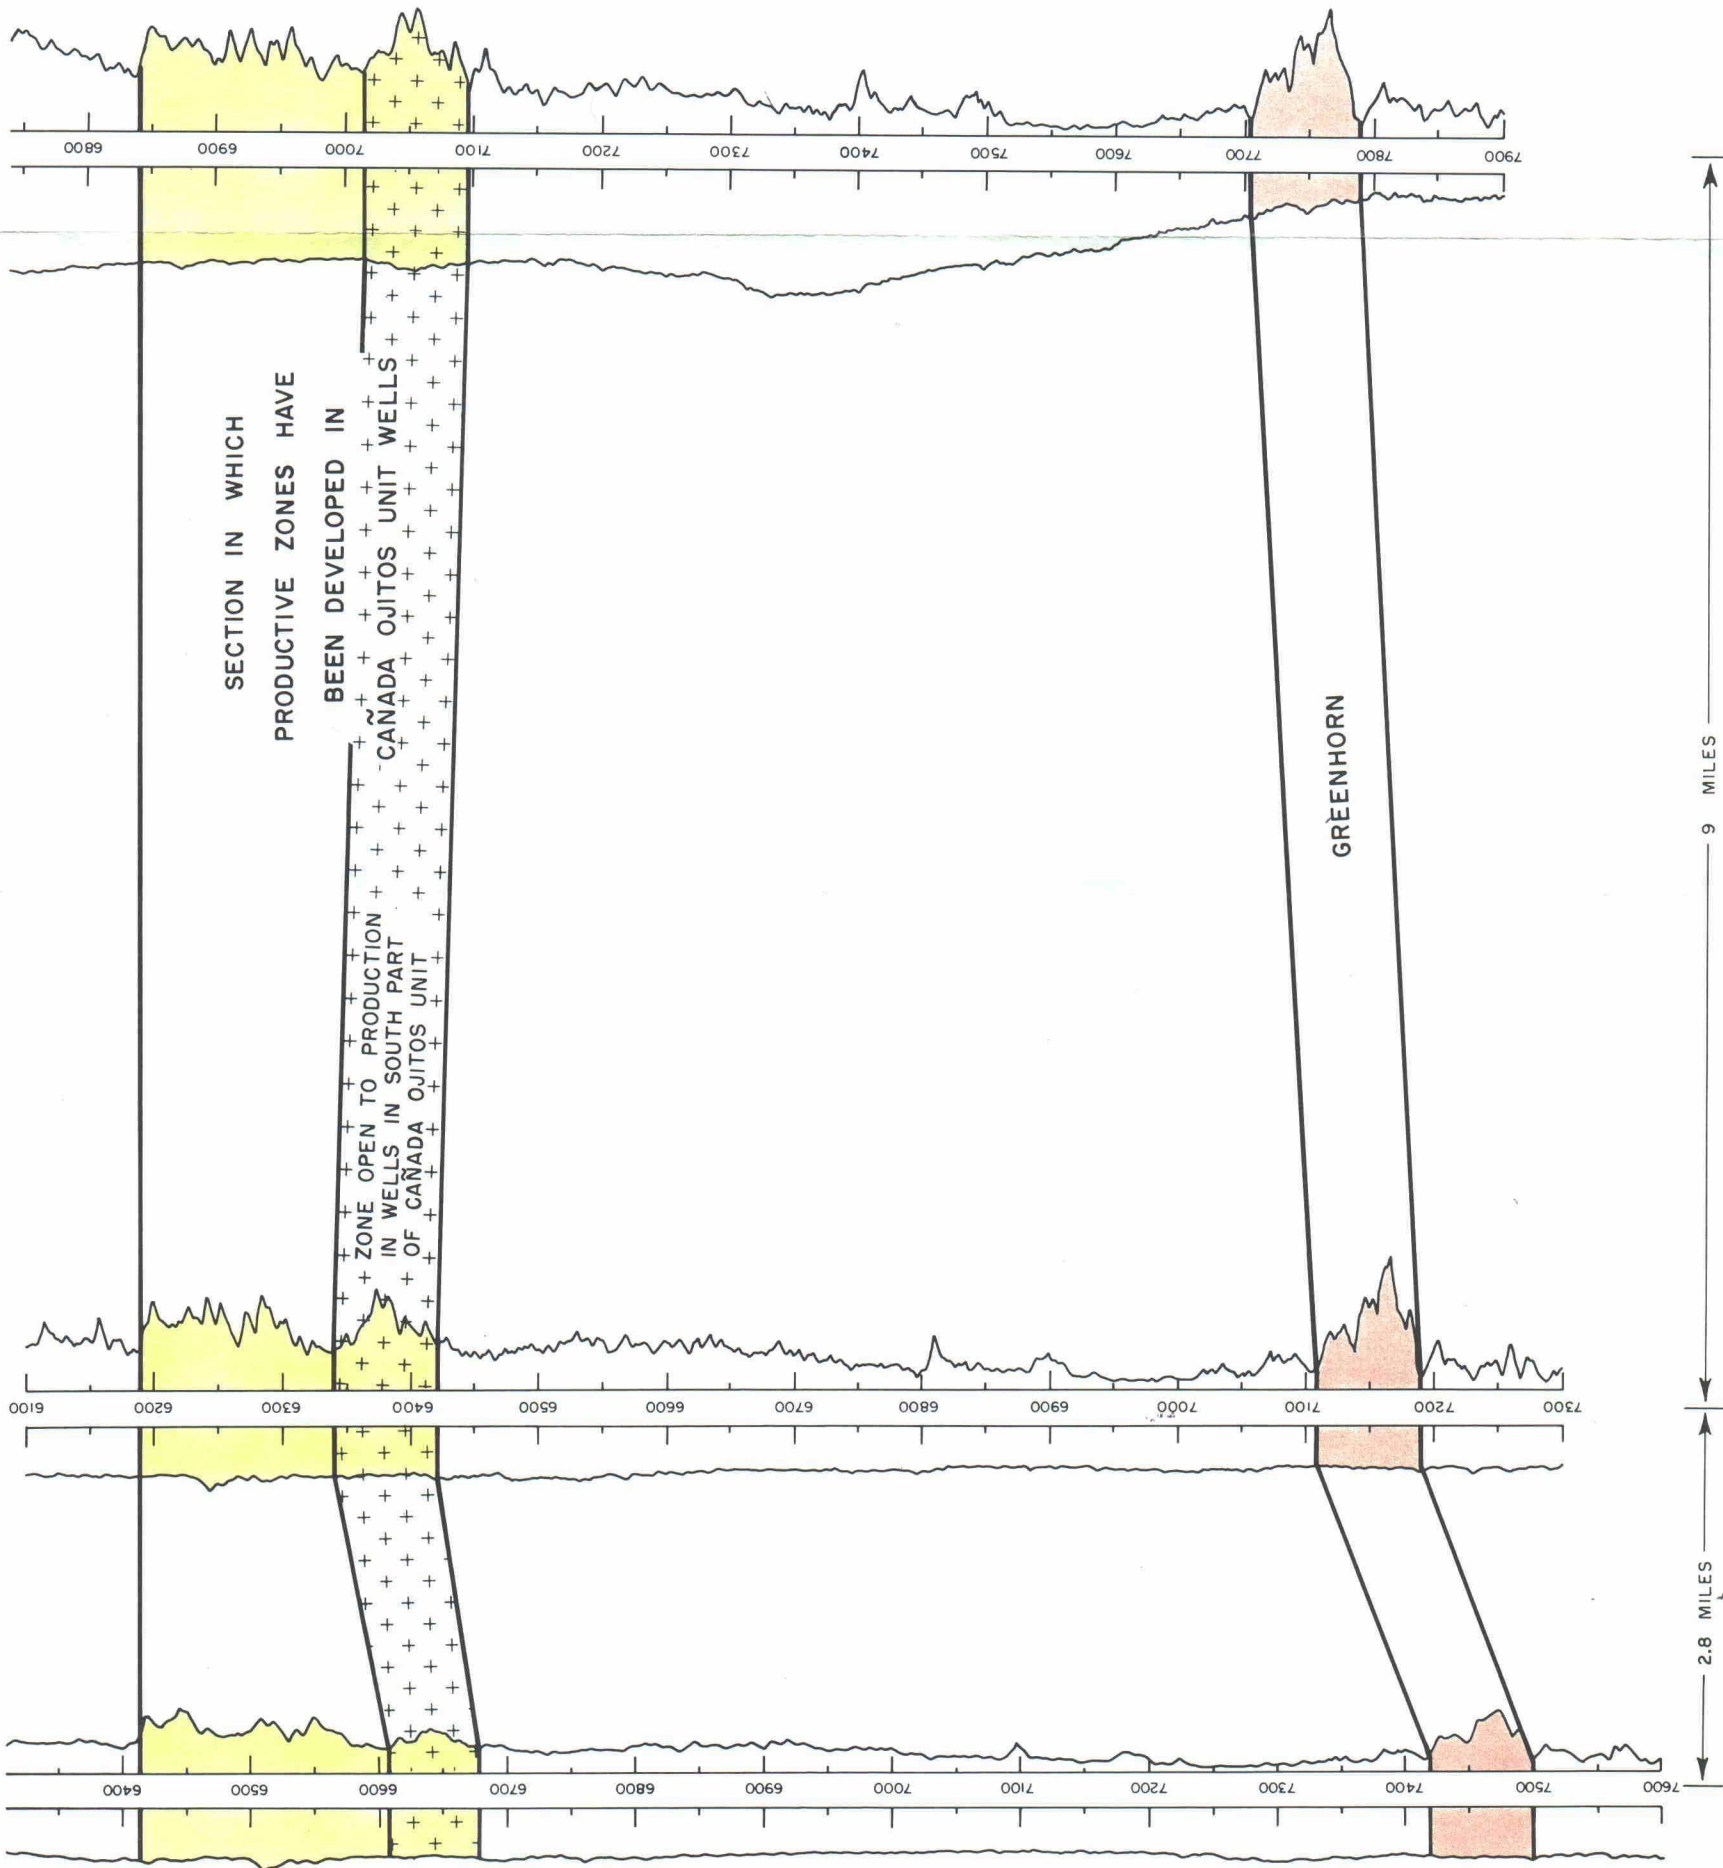 6800 6900 7000 7100 7200 7300 7400 7500 7600 7700 7800 7900
SECTION IN WHICH
PRODUCTIVE ZONES HAVE
BEEN DEVELOPED IN
CAÑADA OJITOS UNIT WELLS
ZONE OPEN TO PRODUCTION
IN WELLS IN SOUTH PART
OF CAÑADA OJITOS UNIT
GREENHORN
9 MILES
6100 6200 6300 6400 6500 6600 6700 6800 6900 7000 7100 7200 7300
2.8 MILES
6400 6500 6600 6700 6800 6900 7000 7100 7200 7300 7400 7500 7600